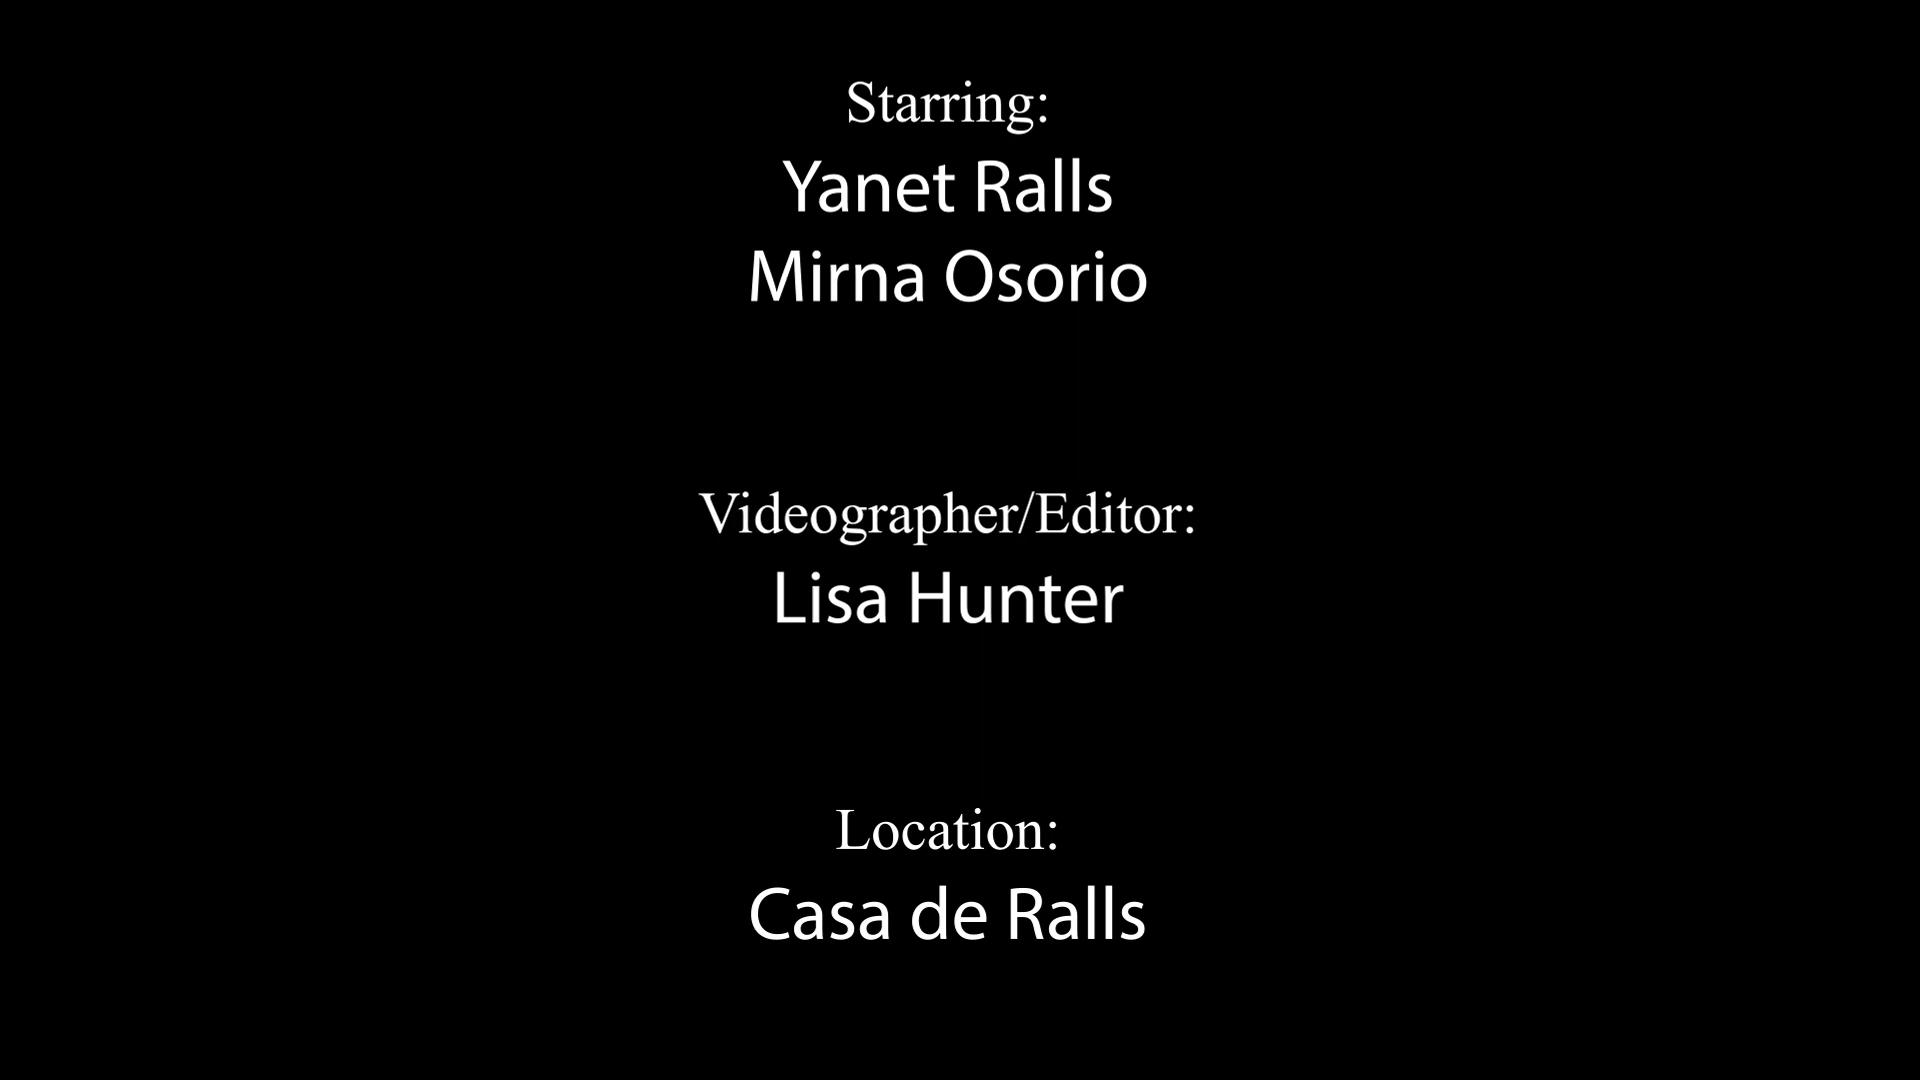 Starring:
Yanet Ralls
Mirna Osorio
Videographer/Editor:
Lisa Hunter
Location:
Casa de Ralls